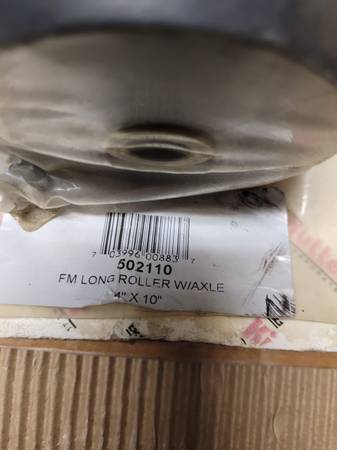 7 03996 00883 7
502110
FM LONG ROLLER W/AXLE
4" X 10"